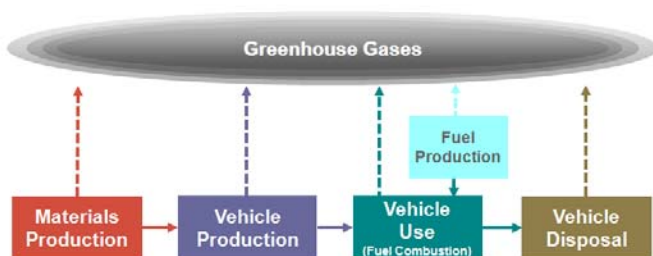 Greenhouse Gases
Fuel
Production
Materials
Production
Vehicle
Production
Vehicle
Use
(Fuel Combustion)
Vehicle
Disposal